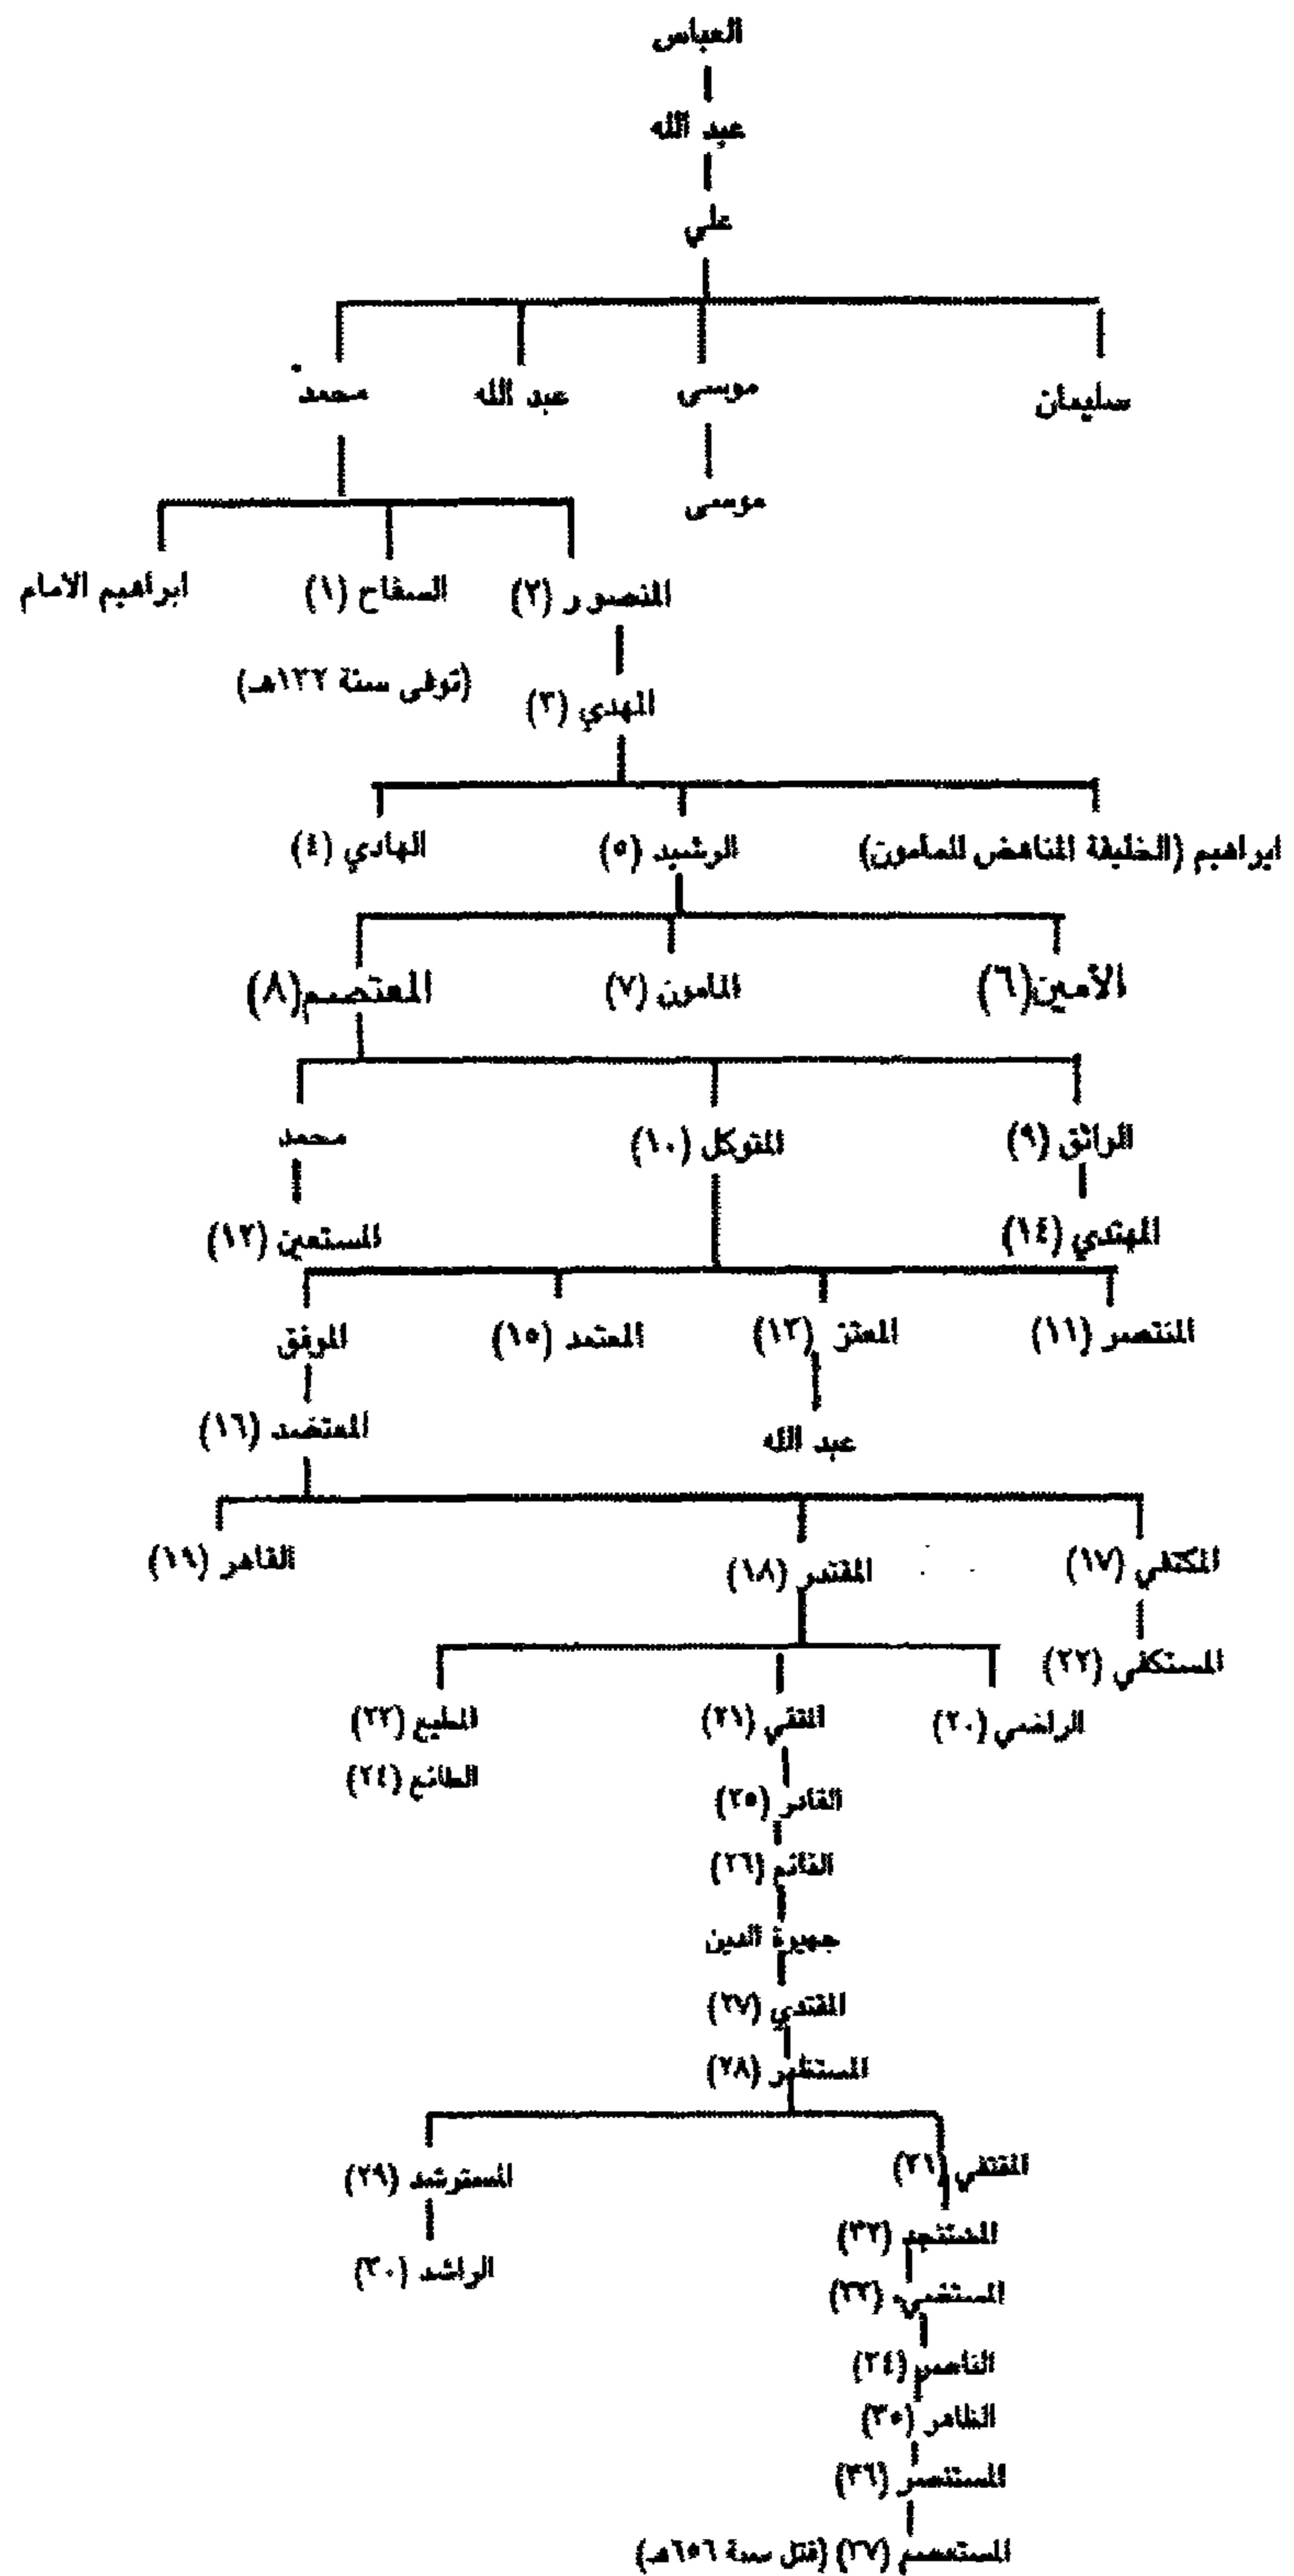 العباس
عبد الله
علي
سليمان موسى عبد الله محمد
موسى
المنصور (٢) السفاح (١) ابراهيم الامام
(توفى سنة ١٣٢هـ)
المهدي (٣)
ابراهيم (الخليفة المناهض للمامون) الرشيد (٥) الهادي (٤)
الأمين (٦) المامون (٧) المعتصم (٨)
الواثق (٩) المتوكل (١٠) محمد
المهتدي (١٤) المستعين (١٢)
المنتصر (١١) المعتز (١٣) المعتمد (١٥) الموفق
عبد الله المعتضد (١٦)
المكتفي (١٧) المقتدر (١٨) القاهر (١٩)
المستكفي (٢٢)
الراضي (٢٠) المتقي (٢١) المطيع (٢٣)
الطائع (٢٤)
القادر (٢٥)
القائم (٢٦)
جهيرة الدين
المقتدي (٢٧)
المستظهر (٢٨)
المقتفي (٣١) المسترشد (٢٩)
المستنجد (٣٢)
الراشد (٣٠)
المستضيء (٣٣)
الناصر (٣٤)
الظاهر (٣٥)
المستنصر (٣٦)
المستعصم (٣٧) (قتل سنة ٦٥٦هـ)